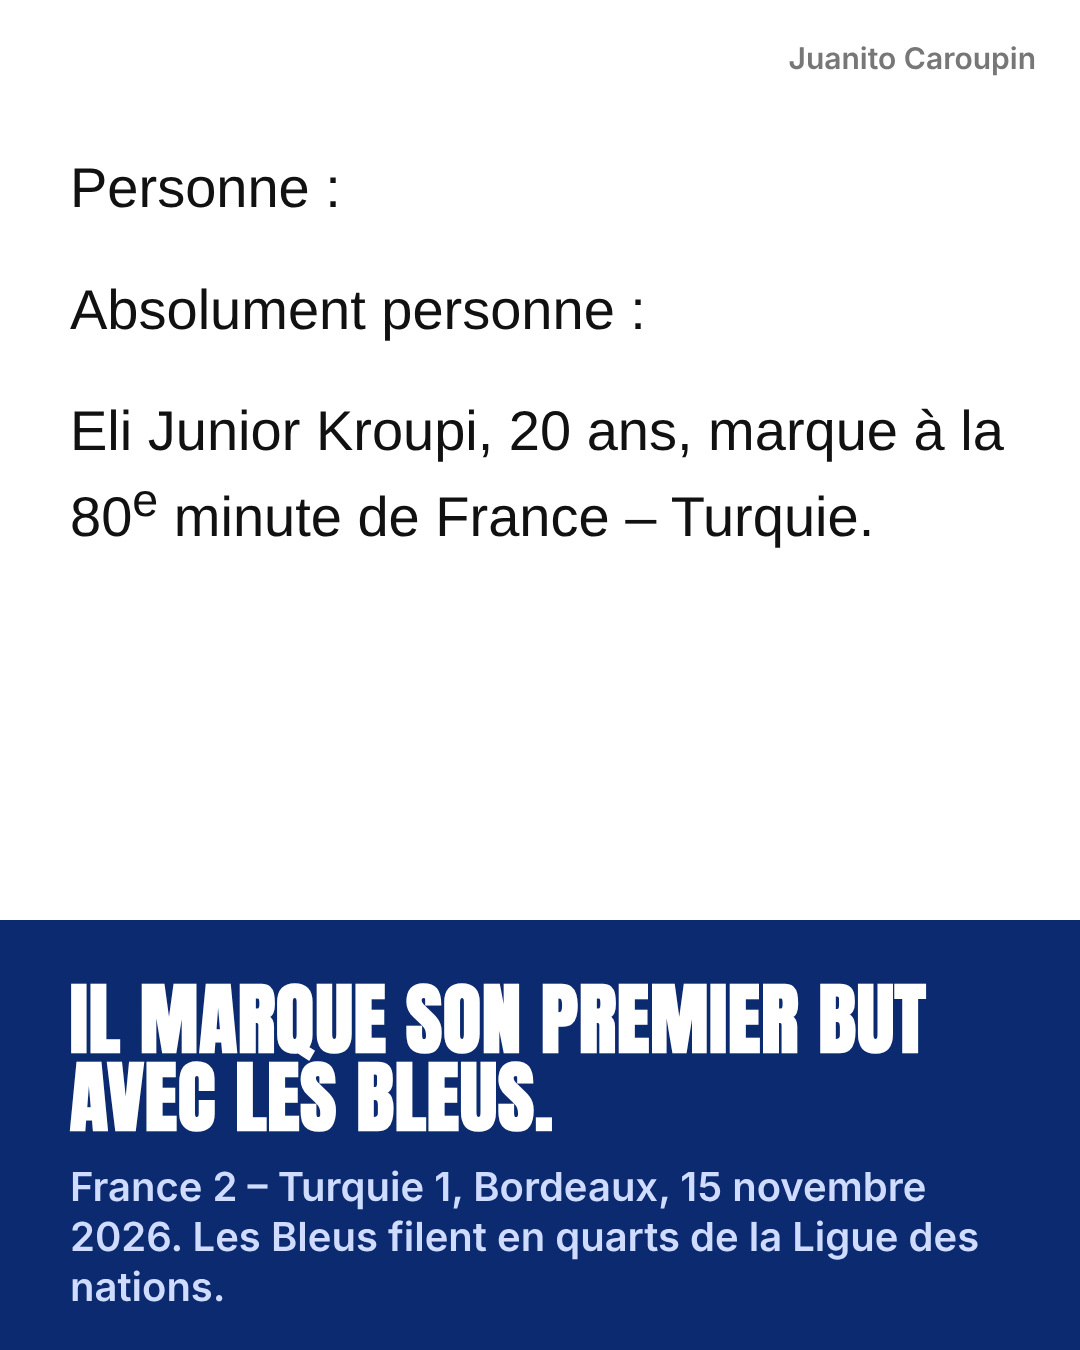 Juanito Caroupin
Personne :
Absolument personne :
Eli Junior Kroupi, 20 ans, marque à la
80e minute de France – Turquie.
IL MARQUE SON PREMIER BUT
AVEC LES BLEUS.
France 2 – Turquie 1, Bordeaux, 15 novembre
2026. Les Bleus filent en quarts de la Ligue des
nations.